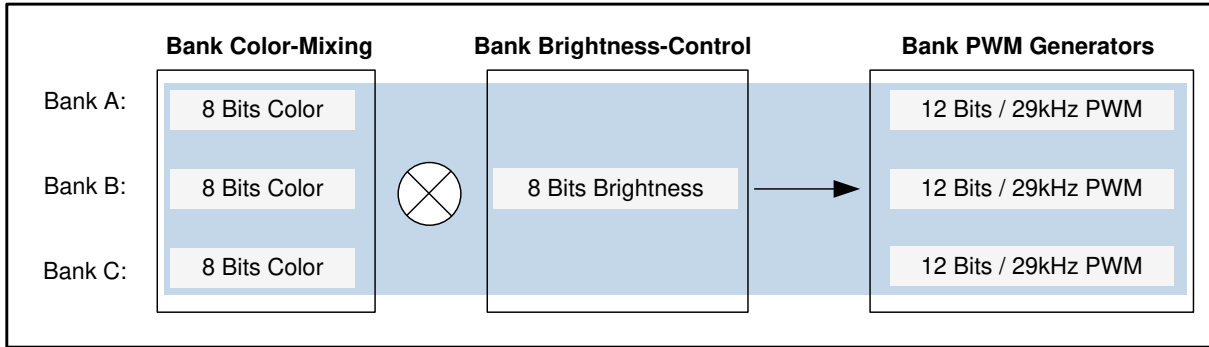 Bank Color-Mixing Bank Brightness-Control Bank PWM Generators
Bank A: 8 Bits Color 12 Bits / 29kHz PWM
Bank B: 8 Bits Color 8 Bits Brightness 12 Bits / 29kHz PWM
Bank C: 8 Bits Color 12 Bits / 29kHz PWM